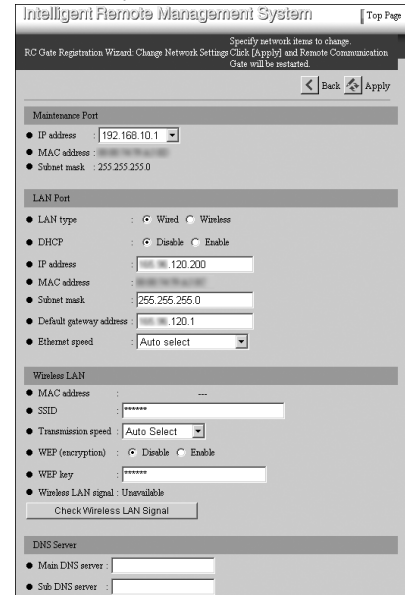 Intelligent Remote Management System
Top Page
RC Gate Registration Wizard: Change Network Settings
Specify network items to change.
Click [Apply] and Remote Communication
Gate will be restarted.
Back Apply
Maintenance Port
● IP address : 192.168.10.1
● MAC address :
● Subnet mask : 255.255.255.0
LAN Port
● LAN type : Wired Wireless
● DHCP : Disable Enable
● IP address : .120.200
● MAC address :
● Subnet mask : 255.255.255.0
● Default gateway address : .120.1
● Ethernet speed : Auto select
Wireless LAN
● MAC address : ---
● SSID : ******
● Transmission speed : Auto Select
● WEP (encryption) : Disable Enable
● WEP key : ******
● Wireless LAN signal : Unavailable
Check Wireless LAN Signal
DNS Server
● Main DNS server :
● Sub DNS server :